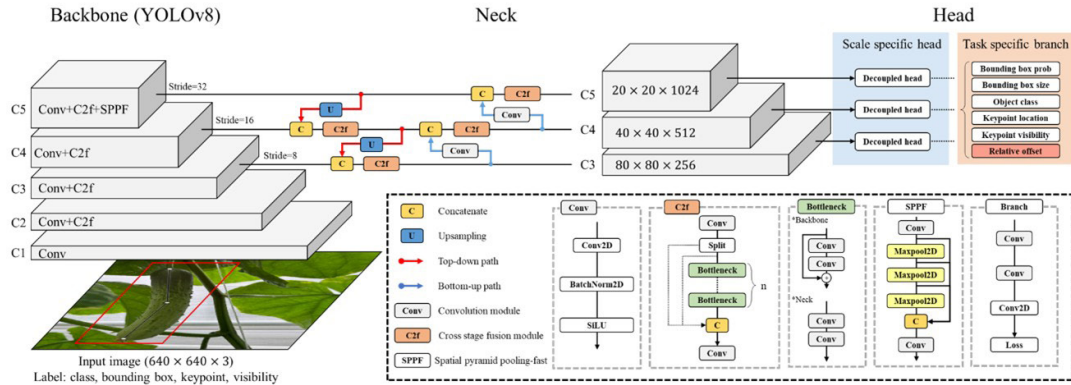 Backbone (YOLOv8)
Neck
Head
C5
Conv+C2f+SPPF
C4
Conv+C2f
C3
Conv+C2f
C2
Conv+C2f
C1
Conv
Stride=32
Stride=16
Stride=8
U
C
C2f
Conv
C
C2f
U
C
C2f
Conv
C
C2f
C5
20 × 20 × 1024
C4
40 × 40 × 512
C3
80 × 80 × 256
Scale specific head
Decoupled head
Decoupled head
Decoupled head
Task specific branch
Bounding box prob
Bounding box size
Object class
Keypoint location
Keypoint visibility
Relative offset
Input image (640 × 640 × 3)
Label: class, bounding box, keypoint, visibility
C Concatenate
U Upsampling
Top-down path
Bottom-up path
Conv Convolution module
C2f Cross stage fusion module
SPPF Spatial pyramid pooling-fast
Conv
Conv2D
BatchNorm2D
SiLU
C2f
Conv
Split
Bottleneck
Bottleneck
n
C
Conv
Bottleneck
*Backbone
Conv
Conv
+
*Neck
Conv
Conv
SPPF
Conv
Maxpool2D
Maxpool2D
Maxpool2D
C
Conv
Branch
Conv
Conv
Conv2D
Loss